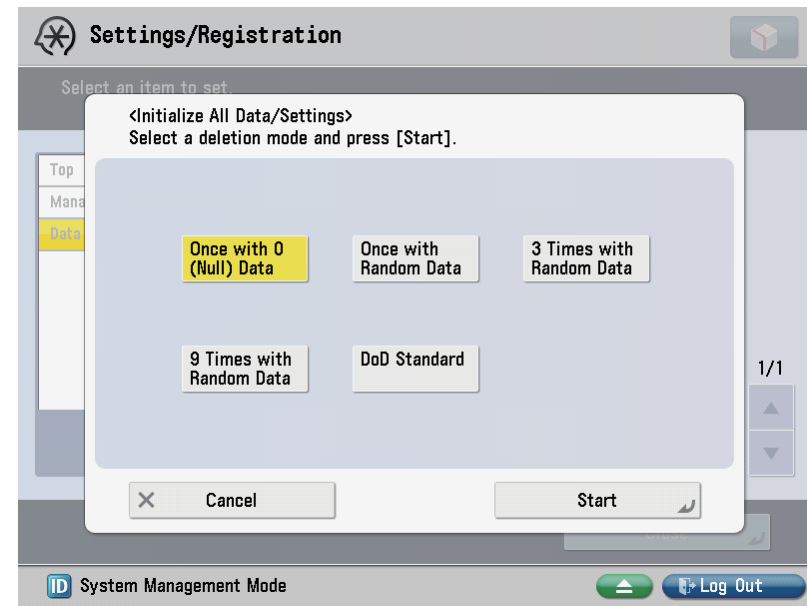 Settings/Registration
Select an item to set.
<Initialize All Data/Settings>
Select a deletion mode and press [Start].
Top
Mana
Data
Once with 0
(Null) Data
Once with
Random Data
3 Times with
Random Data
9 Times with
Random Data
DoD Standard
1/1
Cancel
Start
Close
ID System Management Mode
Log Out